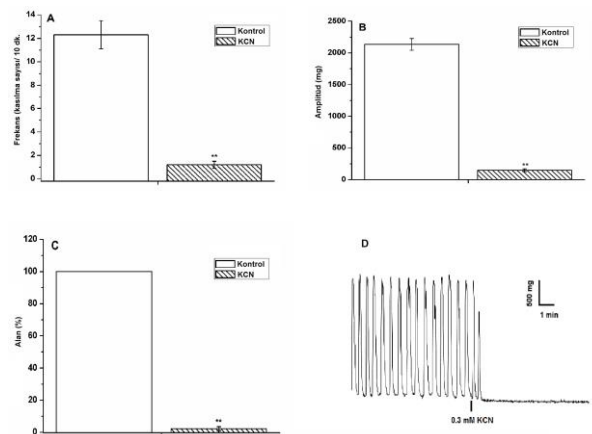 A
Kontrol
KCN
Frekans (kasılma sayısı/ 10 dk.
14
12
10
8
6
4
2
0
**
B
Kontrol
KCN
Amplitüd (mg)
2600
2500
2000
1500
1000
500
0
**
C
Kontrol
KCN
Alan (%)
120
100
80
60
40
20
0
**
D
500 mg
1 min
0.3 mM KCN